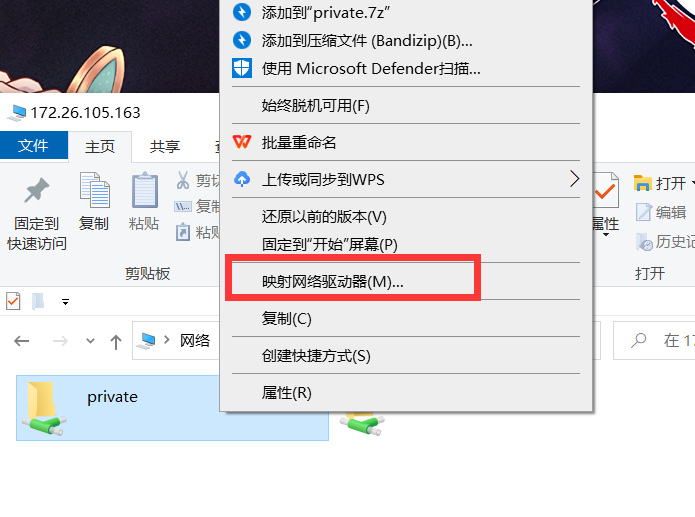 添加到“private.7z”
添加到压缩文件 (Bandizip)(B)...
使用 Microsoft Defender扫描...
始终脱机可用(F)
批量重命名
上传或同步到WPS
还原以前的版本(V)
固定到“开始”屏幕(P)
映射网络驱动器(M)...
复制(C)
创建快捷方式(S)
属性(R)
172.26.105.163
文件
主页
共享
固定到
快速访问
复制
粘贴
剪切
复制
粘贴
剪贴板
属性
打开
编辑
历史记
打开
网络
在 17
private